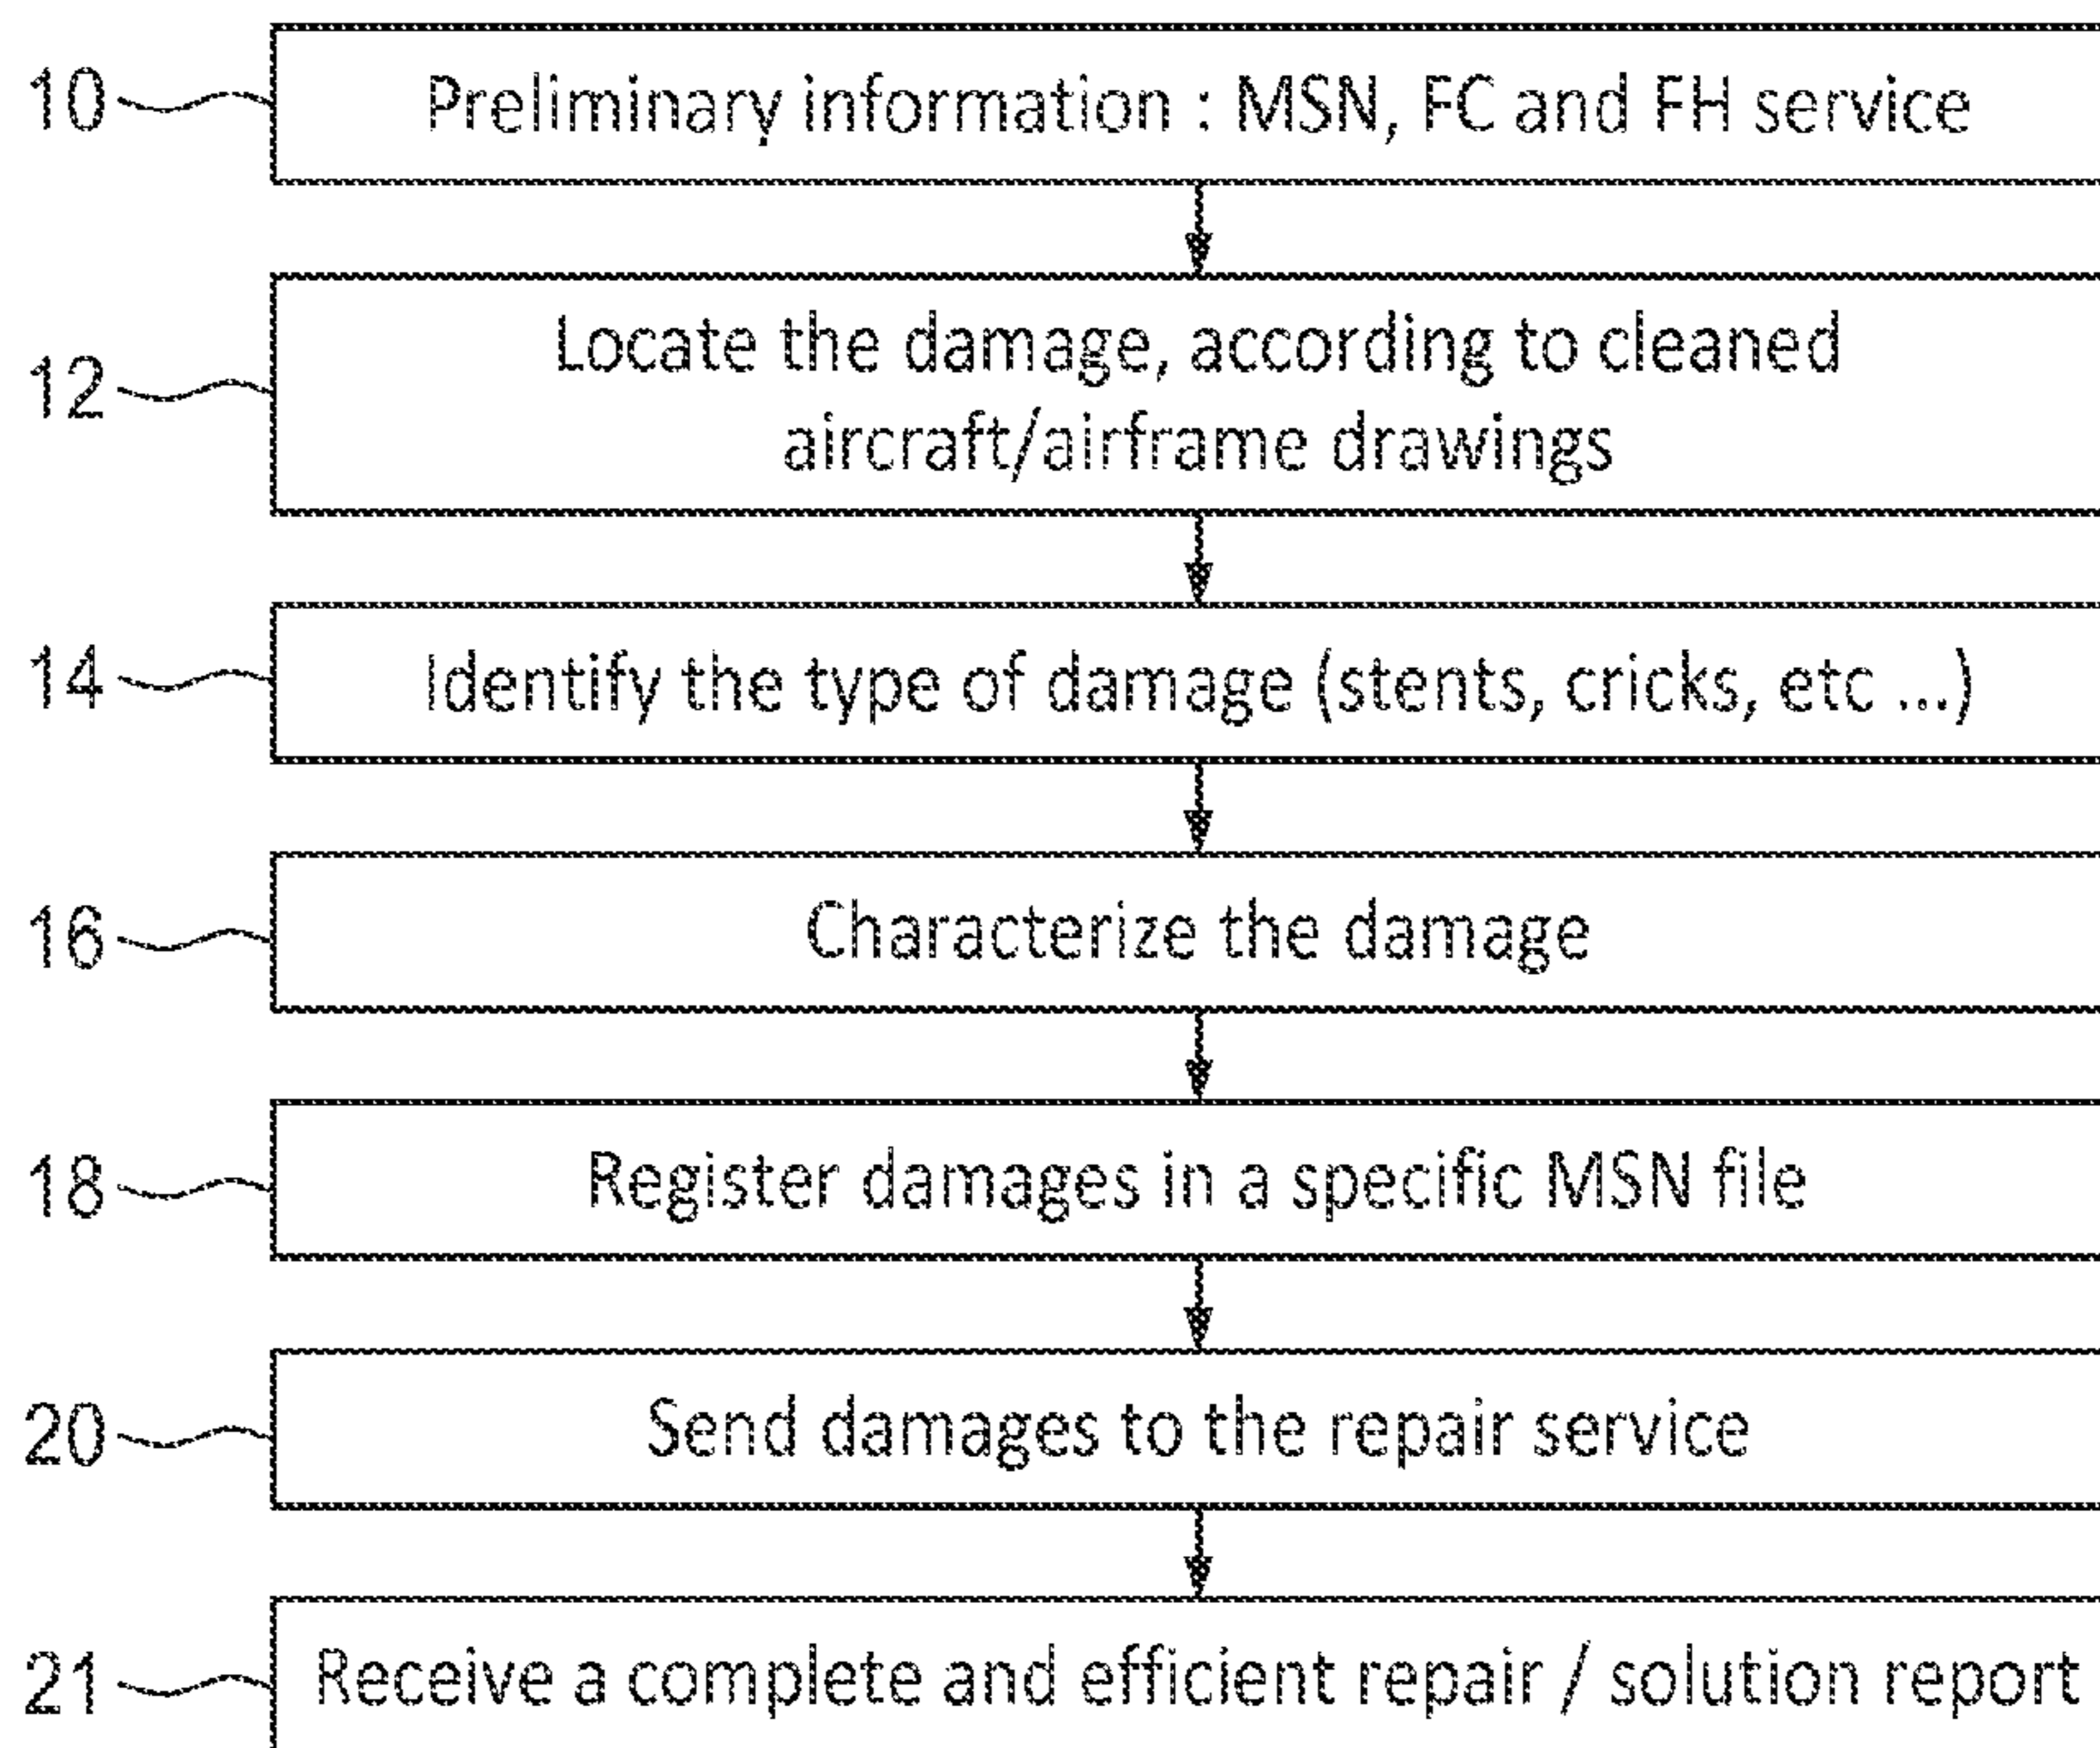 10 Preliminary information : MSN, FC and FH service
12 Locate the damage, according to cleaned
aircraft/airframe drawings
14 Identify the type of damage (stents, cricks, etc ...)
16 Characterize the damage
18 Register damages in a specific MSN file
20 Send damages to the repair service
21 Receive a complete and efficient repair / solution report